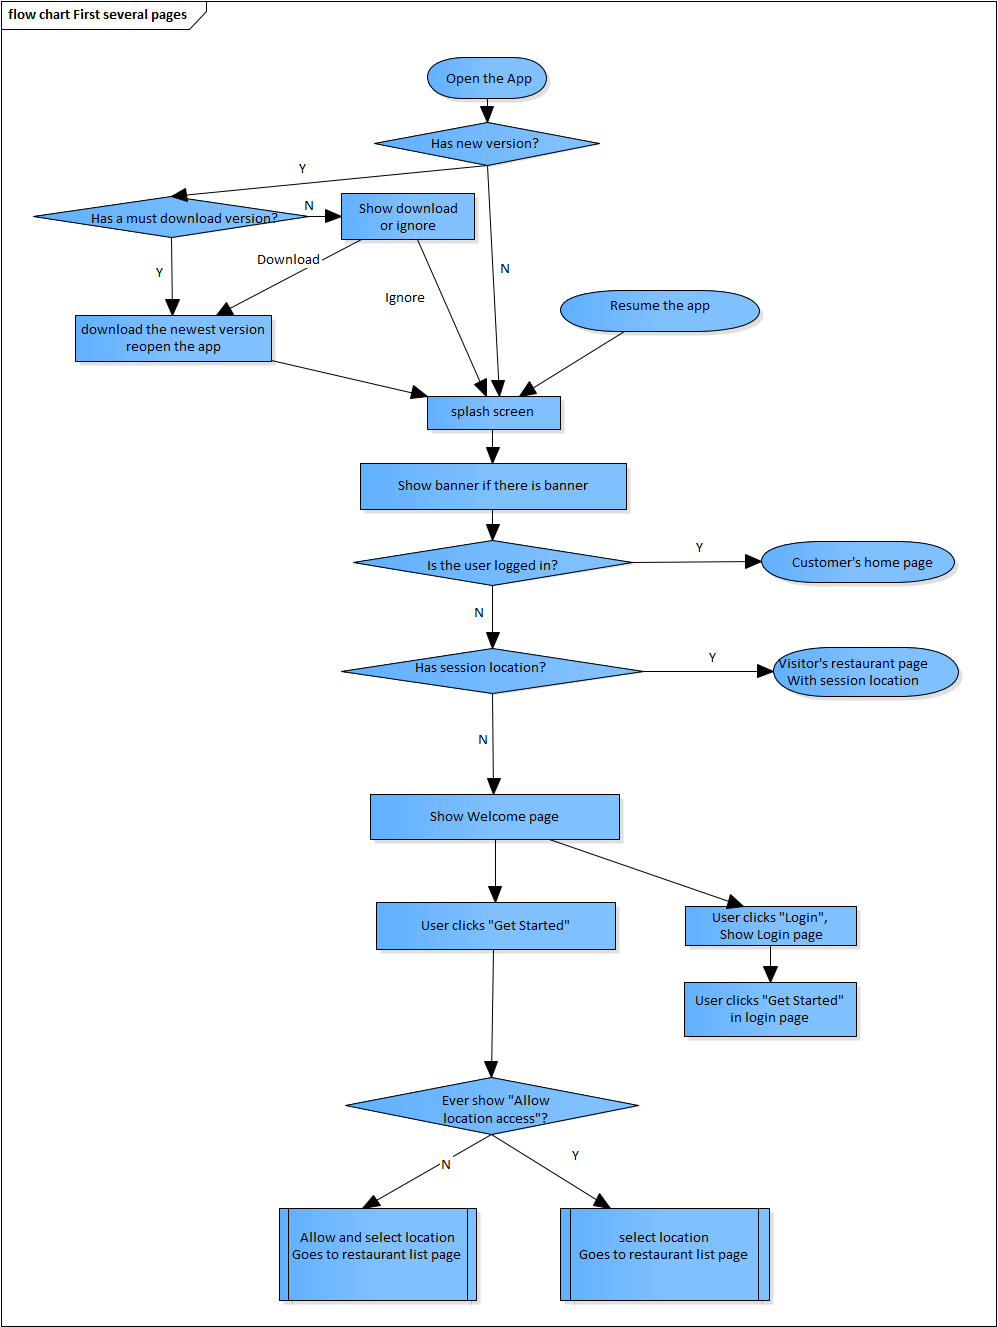 flow chart First several pages
Open the App
Has new version?
Y
Has a must download version?
N
Show download
or ignore
Download
Y
N
Ignore
Resume the app
download the newest version
reopen the app
splash screen
Show banner if there is banner
Is the user logged in?
Y
Customer's home page
N
Has session location?
Y
Visitor's restaurant page
With session location
N
Show Welcome page
User clicks "Get Started"
User clicks "Login",
Show Login page
User clicks "Get Started"
in login page
Ever show "Allow
location access"?
N
Y
Allow and select location
Goes to restaurant list page
select location
Goes to restaurant list page